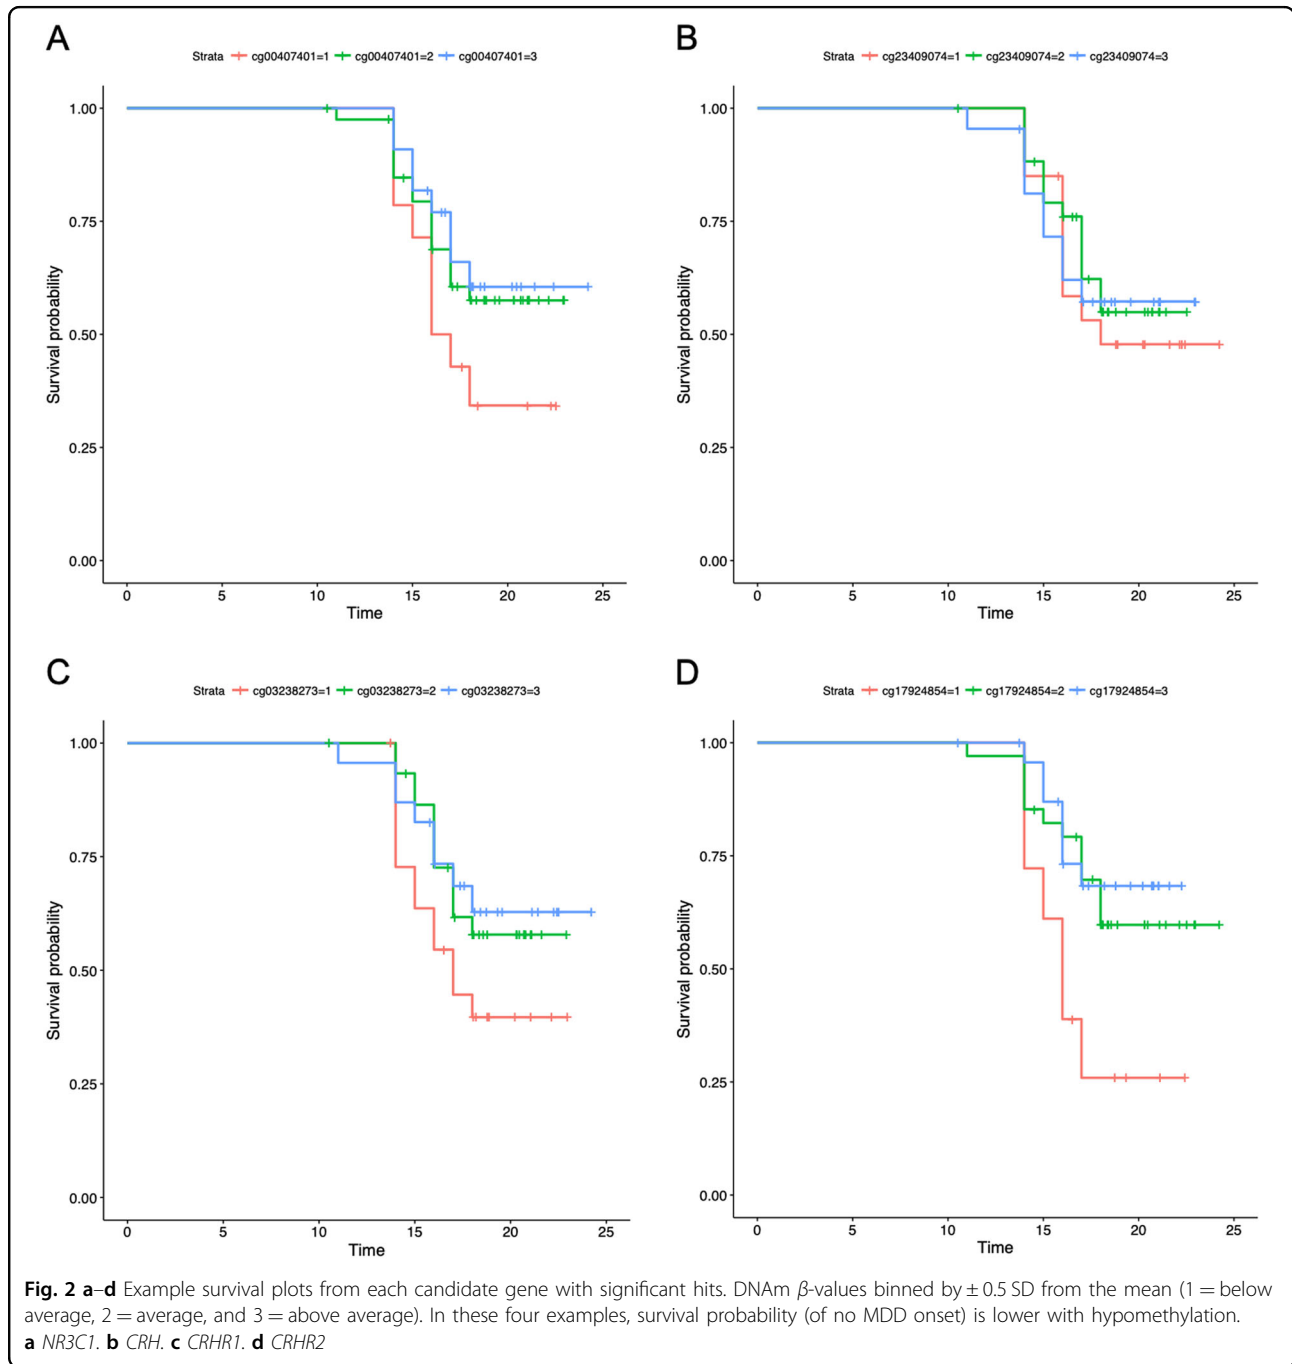 A
Strata cg00407401=1 cg00407401=2 cg00407401=3
Survival probability
1.00
0.75
0.50
0.25
0.00
0 5 10 15 20 25
Time
B
Strata cg23409074=1 cg23409074=2 cg23409074=3
Survival probability
1.00
0.75
0.50
0.25
0.00
0 5 10 15 20 25
Time
C
Strata cg03238273=1 cg03238273=2 cg03238273=3
Survival probability
1.00
0.75
0.50
0.25
0.00
0 5 10 15 20 25
Time
D
Strata cg17924854=1 cg17924854=2 cg17924854=3
Survival probability
1.00
0.75
0.50
0.25
0.00
0 5 10 15 20 25
Time
Fig. 2 a–d Example survival plots from each candidate gene with significant hits. DNAm β-values binned by ± 0.5 SD from the mean (1 = below
average, 2 = average, and 3 = above average). In these four examples, survival probability (of no MDD onset) is lower with hypomethylation.
a NR3C1. b CRH. c CRHR1. d CRHR2